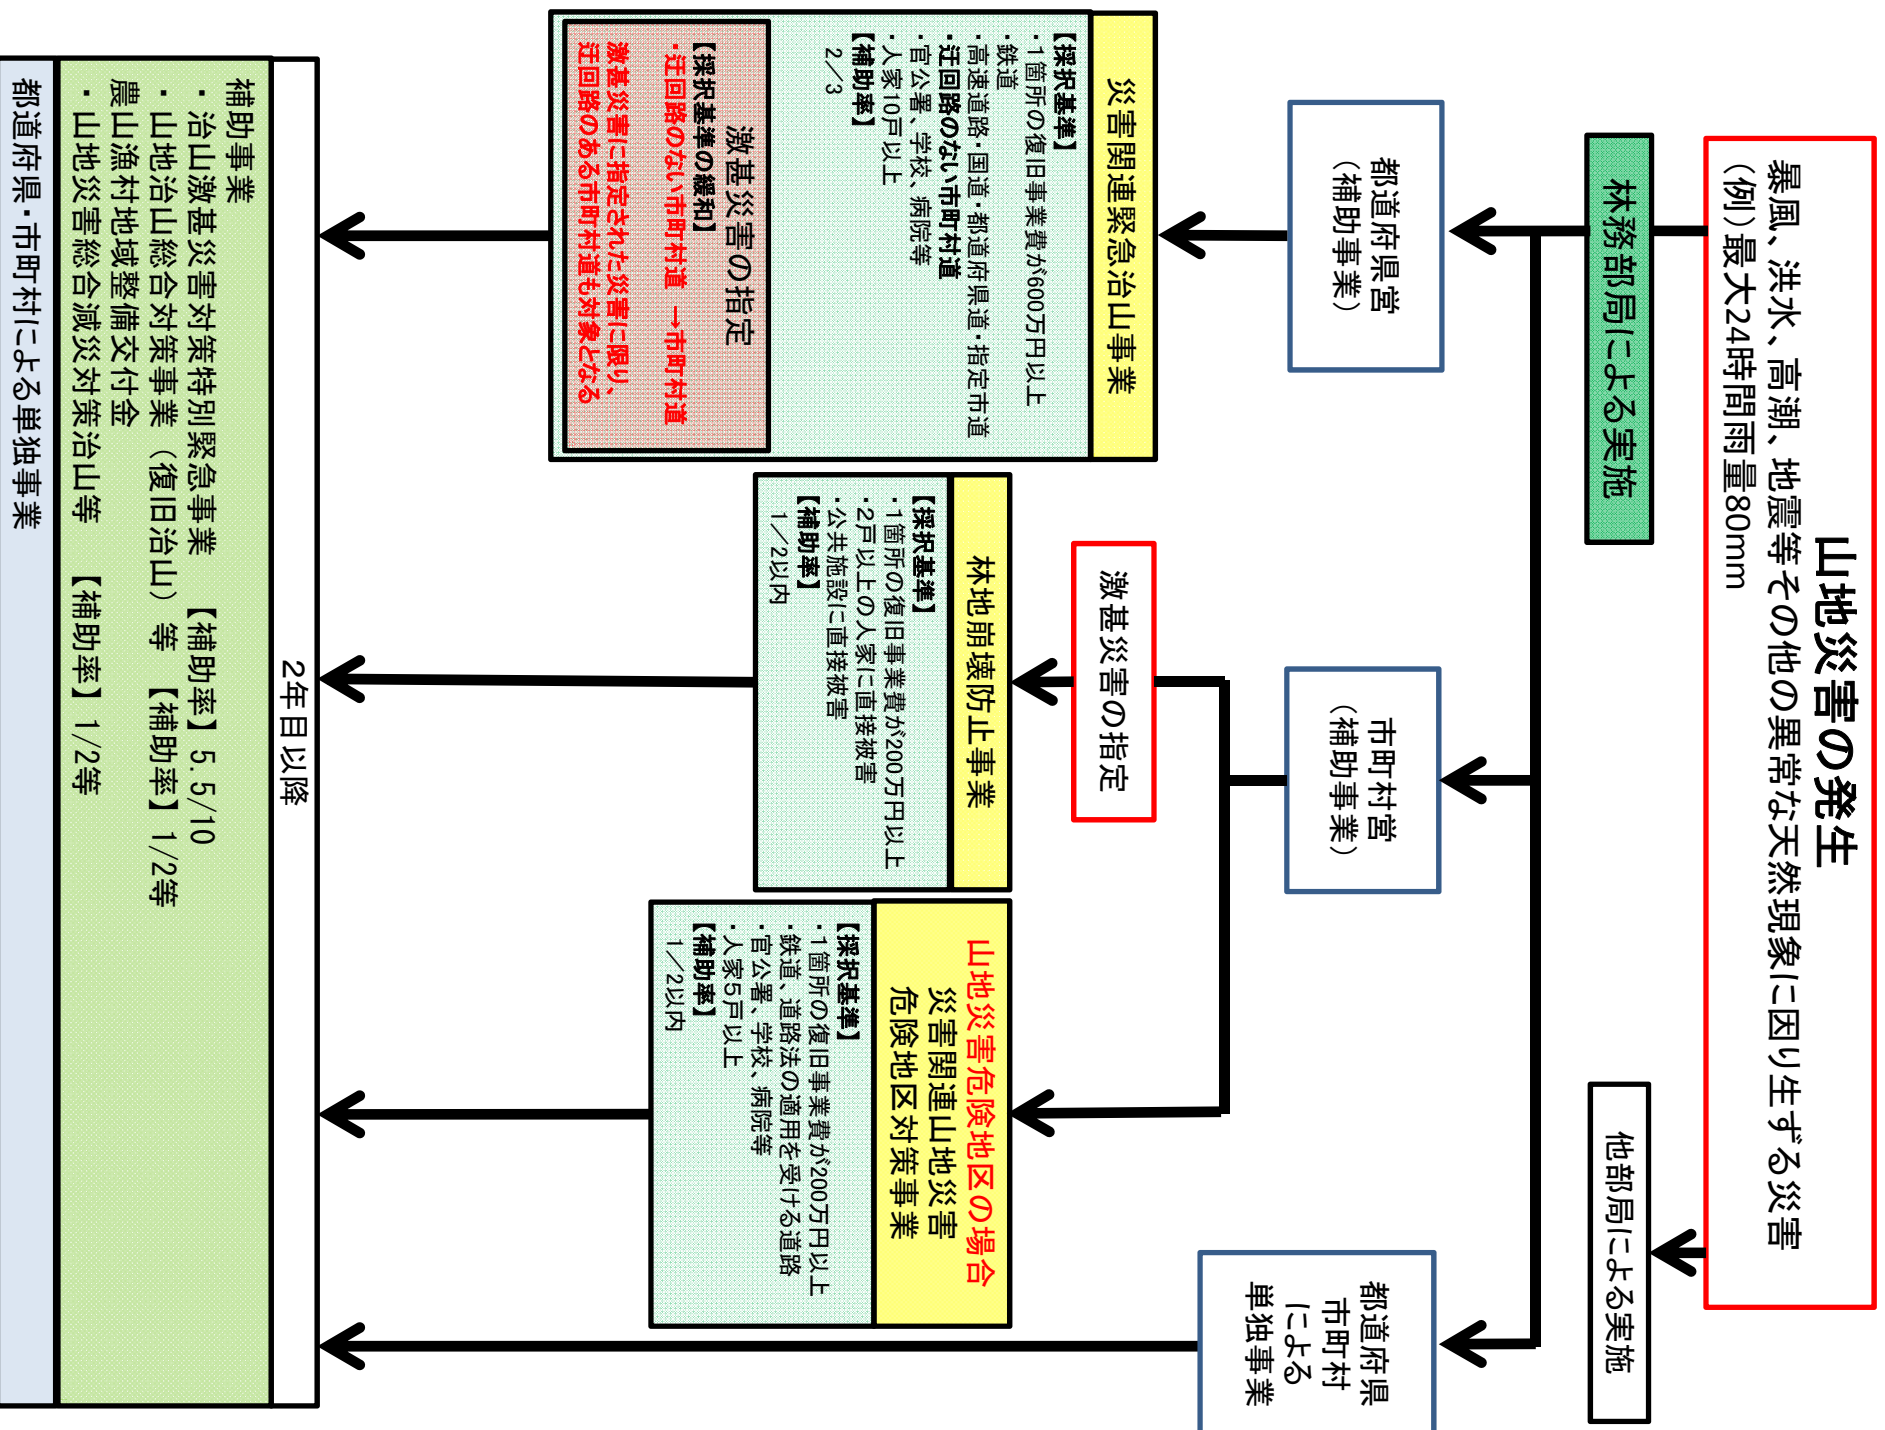 山地災害の発生
暴風、洪水、高潮、地震等その他の異常な天然現象に因り生ずる災害
(例)最大24時間雨量80mm
林務部局による実施
他部局による実施
都道府県営
(補助事業)
市町村営
(補助事業)
都道府県
市町村
による
単独事業
災害関連緊急治山事業
【採択基準】
・1箇所の復旧事業費が600万円以上
・鉄道
・高速道路・国道・都道府県道・指定市道
・迂回路のない市町村道
・官公署、学校、病院等
・人家10戸以上
【補助率】
2/3
激甚災害の指定
【採択基準の緩和】
・迂回路のない市町村道 →市町村道
激甚災害に指定された災害に限り、
迂回路のある市町村道も対象となる
激甚災害の指定
林地崩壊防止事業
【採択基準】
・1箇所の復旧事業費が200万円以上
・2戸以上の人家に直接被害
・公共施設に直接被害
【補助率】
1/2以内
山地災害危険地区の場合
災害関連山地災害
危険地区対策事業
【採択基準】
・1箇所の復旧事業費が200万円以上
・鉄道、道路法の適用を受ける道路
・官公署、学校、病院等
・人家5戸以上
【補助率】
1/2以内
2年目以降
補助事業
・治山激甚災害対策特別緊急事業 【補助率】5.5/10
・山地治山総合対策事業(復旧治山)等 【補助率】1/2等
農山漁村地域整備交付金
・山地災害総合減災対策治山等 【補助率】1/2等
都道府県・市町村による単独事業